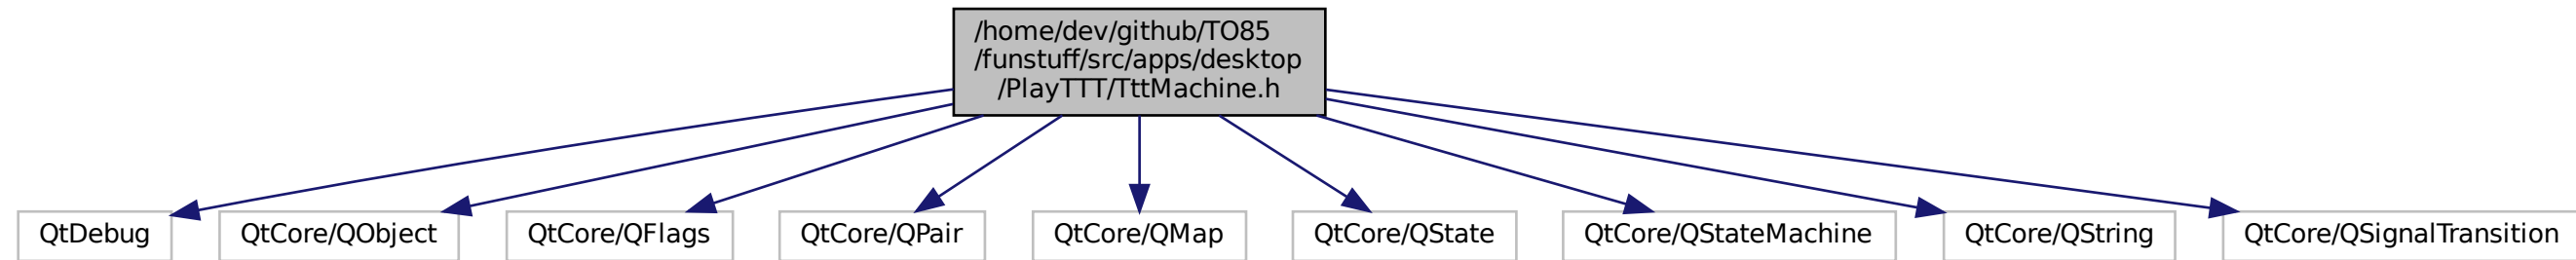 /home/dev/github/TO85
/funstuff/src/apps/desktop
/PlayTTT/TttMachine.h
QtDebug
QtCore/QObject
QtCore/QFlags
QtCore/QPair
QtCore/QMap
QtCore/QState
QtCore/QStateMachine
QtCore/QString
QtCore/QSignalTransition